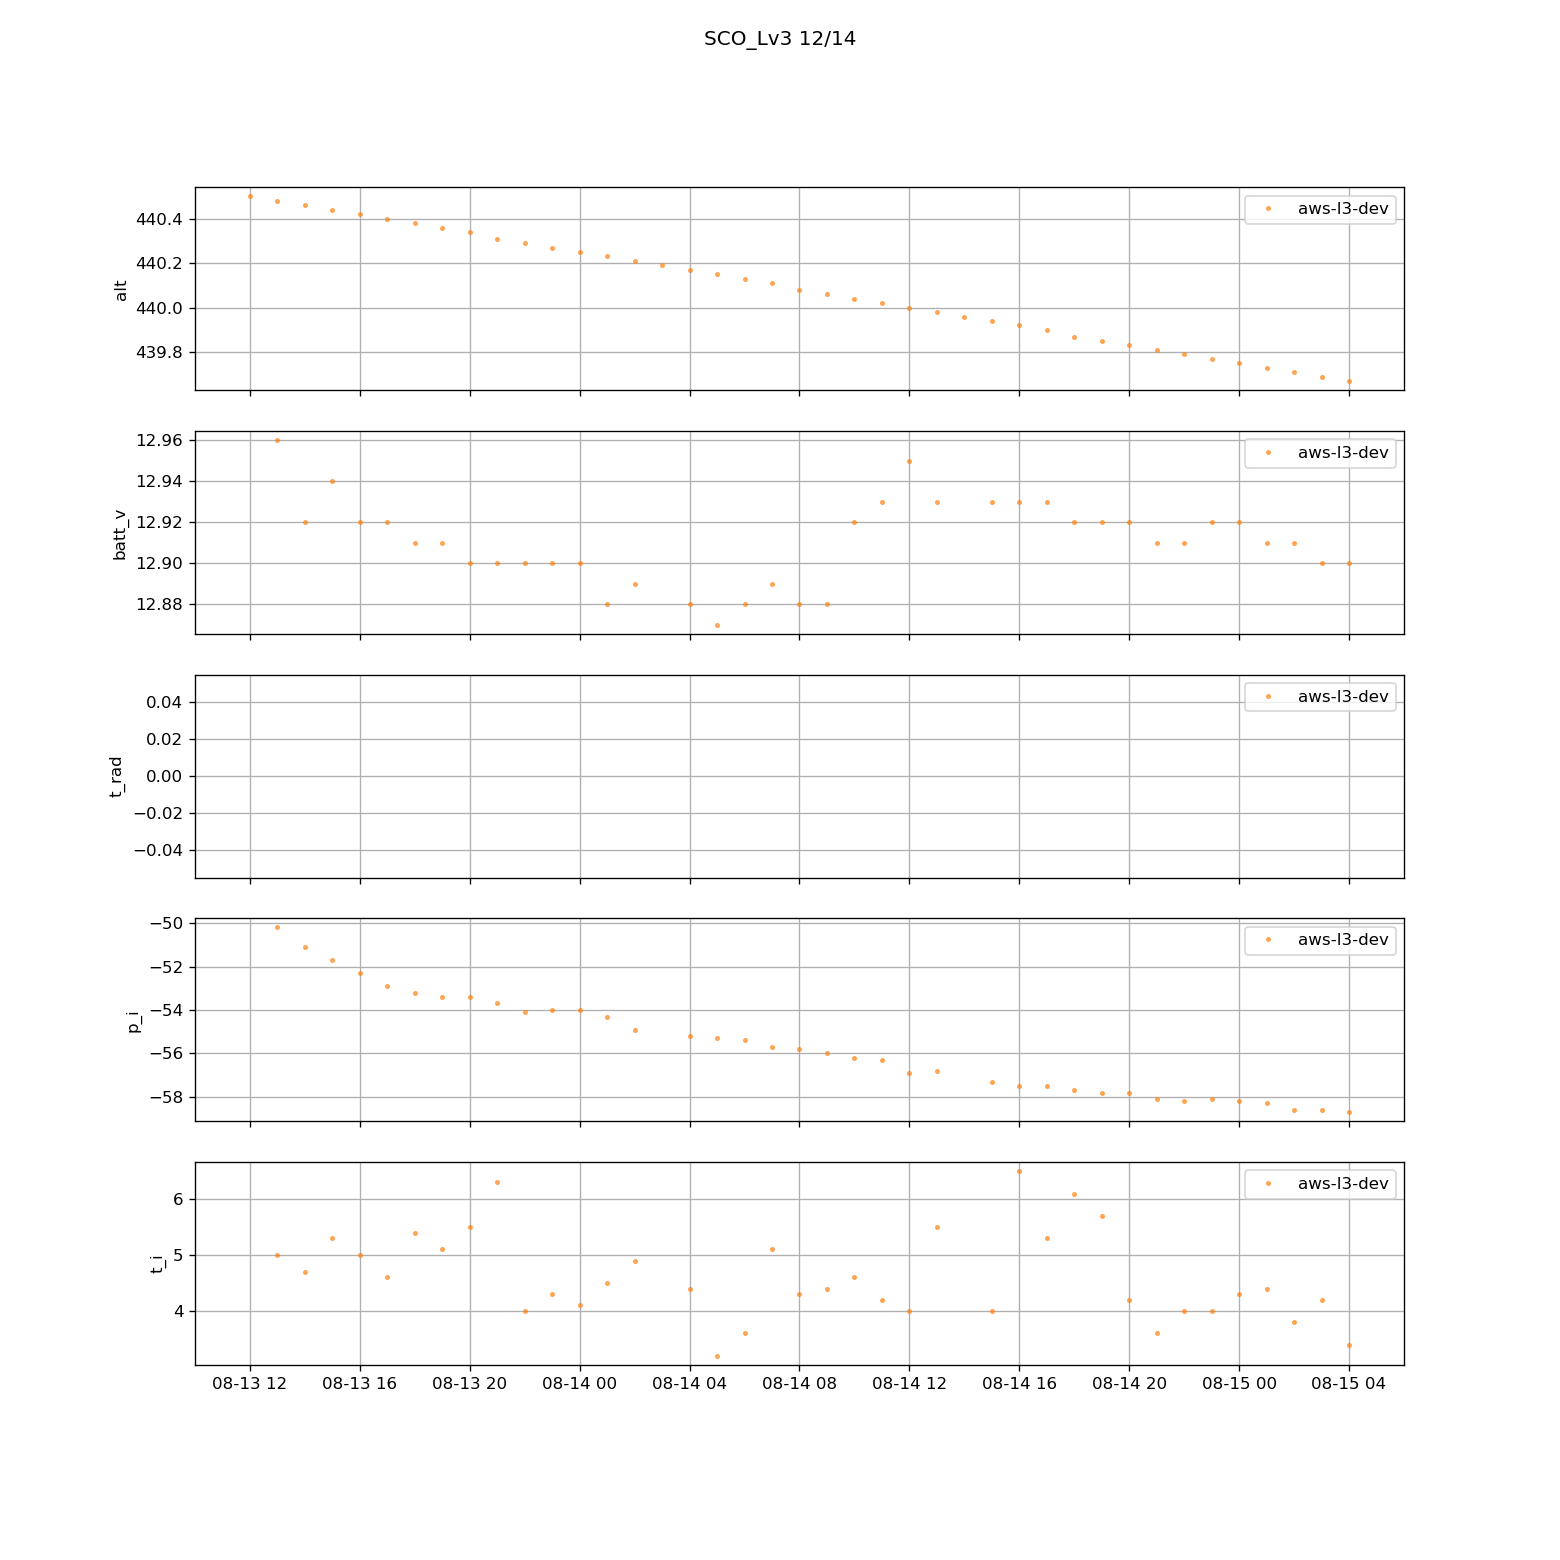 SCO_Lv3 12/14
alt
440.4
440.2
440.0
439.8
aws-l3-dev
batt_v
12.96
12.94
12.92
12.90
12.88
aws-l3-dev
t_rad
0.04
0.02
0.00
−0.02
−0.04
aws-l3-dev
p_i
−50
−52
−54
−56
−58
aws-l3-dev
t_i
6
5
4
aws-l3-dev
08-13 12 08-13 16 08-13 20 08-14 00 08-14 04 08-14 08 08-14 12 08-14 16 08-14 20 08-15 00 08-15 04